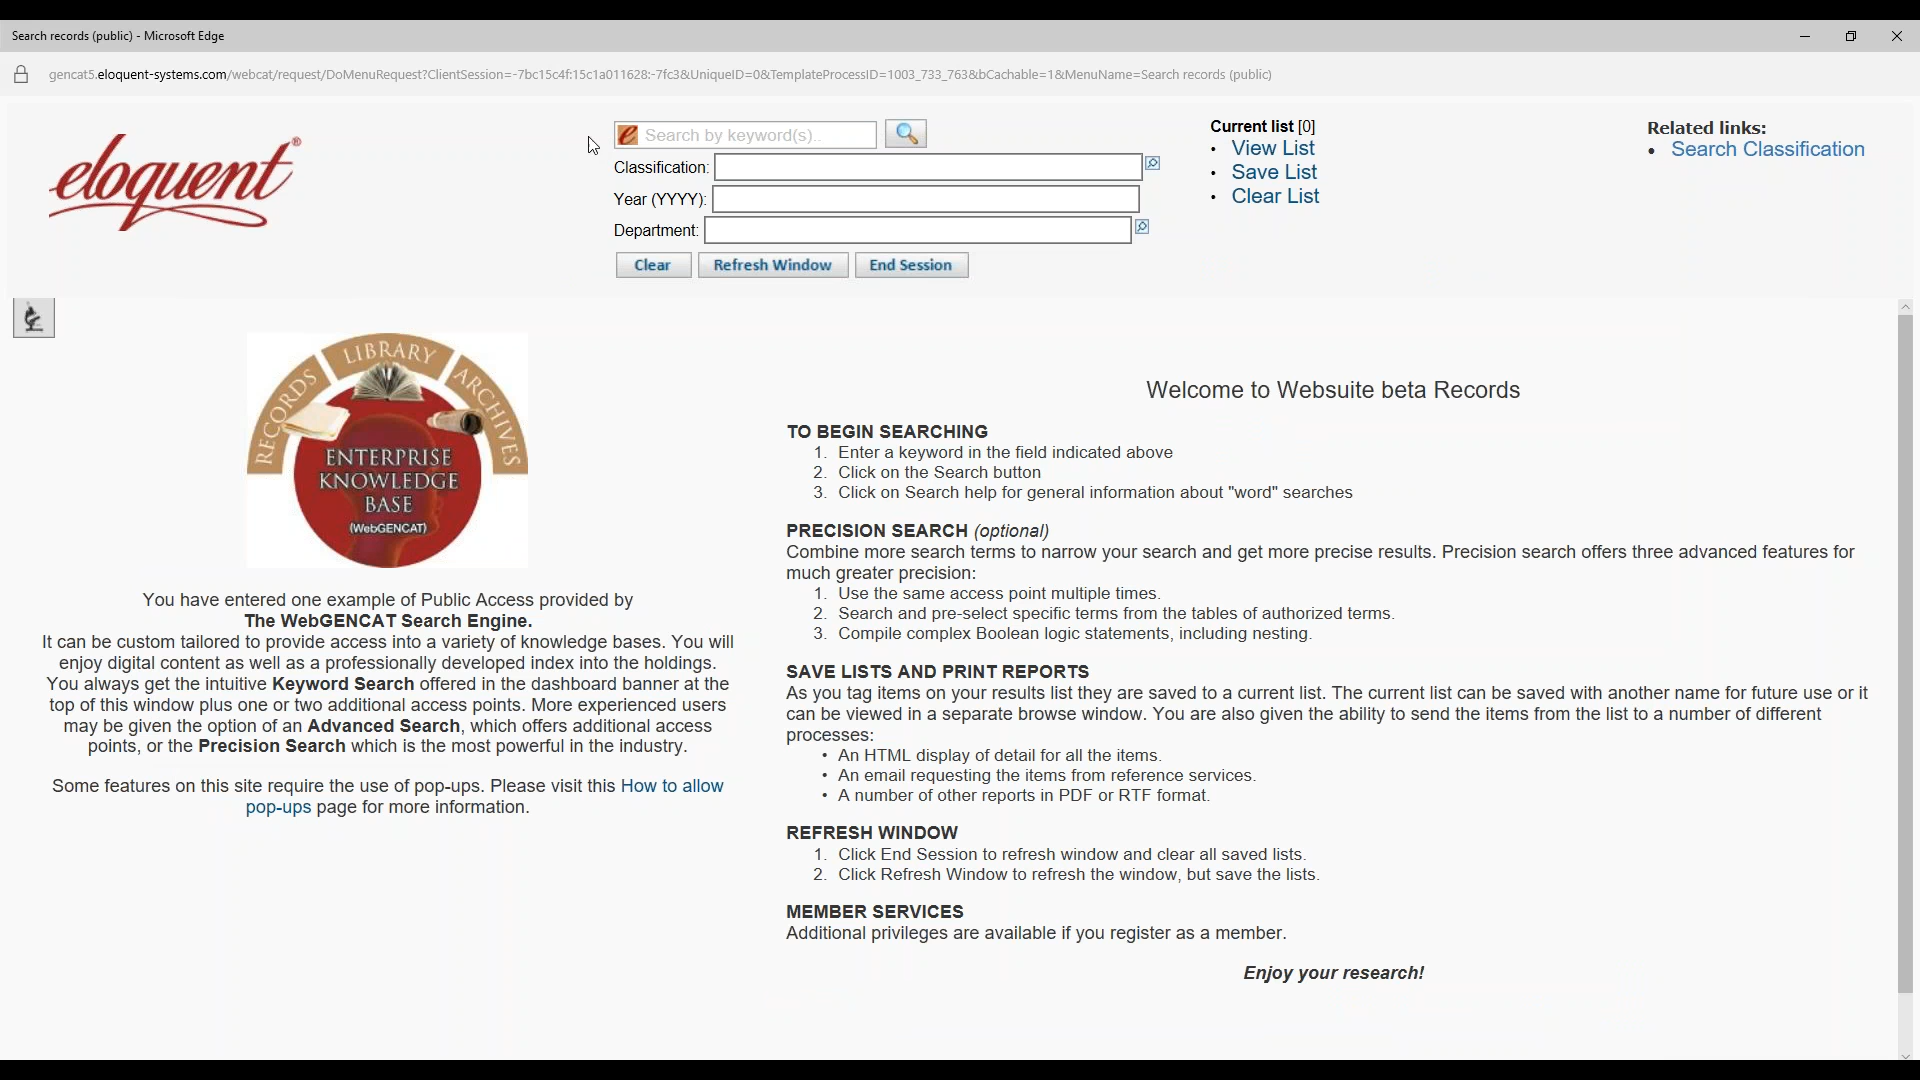 Search records (public) - Microsoft Edge
gencat5.eloquent-systems.com/webcat/request/DoMenuRequest?ClientSession=-7bc15c4f:15c1a011628:-7fc3&UniqueID=0&TemplateProcessID=1003_733_763&bCachable=1&MenuName=Search records (public)
eloquent®
Search by keyword(s)..
Classification:
Year (YYYY):
Department:
Clear Refresh Window End Session
Current list [0]
• View List
• Save List
• Clear List
Related links:
• Search Classification
RECORDS LIBRARY ARCHIVES
ENTERPRISE
KNOWLEDGE
BASE
(WebGENCAT)
You have entered one example of Public Access provided by
The WebGENCAT Search Engine.
It can be custom tailored to provide access into a variety of knowledge bases. You will
enjoy digital content as well as a professionally developed index into the holdings.
You always get the intuitive Keyword Search offered in the dashboard banner at the
top of this window plus one or two additional access points. More experienced users
may be given the option of an Advanced Search, which offers additional access
points, or the Precision Search which is the most powerful in the industry.
Some features on this site require the use of pop-ups. Please visit this How to allow
pop-ups page for more information.
Welcome to Websuite beta Records
TO BEGIN SEARCHING
1. Enter a keyword in the field indicated above
2. Click on the Search button
3. Click on Search help for general information about "word" searches
PRECISION SEARCH (optional)
Combine more search terms to narrow your search and get more precise results. Precision search offers three advanced features for
much greater precision:
1. Use the same access point multiple times.
2. Search and pre-select specific terms from the tables of authorized terms.
3. Compile complex Boolean logic statements, including nesting.
SAVE LISTS AND PRINT REPORTS
As you tag items on your results list they are saved to a current list. The current list can be saved with another name for future use or it
can be viewed in a separate browse window. You are also given the ability to send the items from the list to a number of different
processes:
• An HTML display of detail for all the items.
• An email requesting the items from reference services.
• A number of other reports in PDF or RTF format.
REFRESH WINDOW
1. Click End Session to refresh window and clear all saved lists.
2. Click Refresh Window to refresh the window, but save the lists.
MEMBER SERVICES
Additional privileges are available if you register as a member.
Enjoy your research!